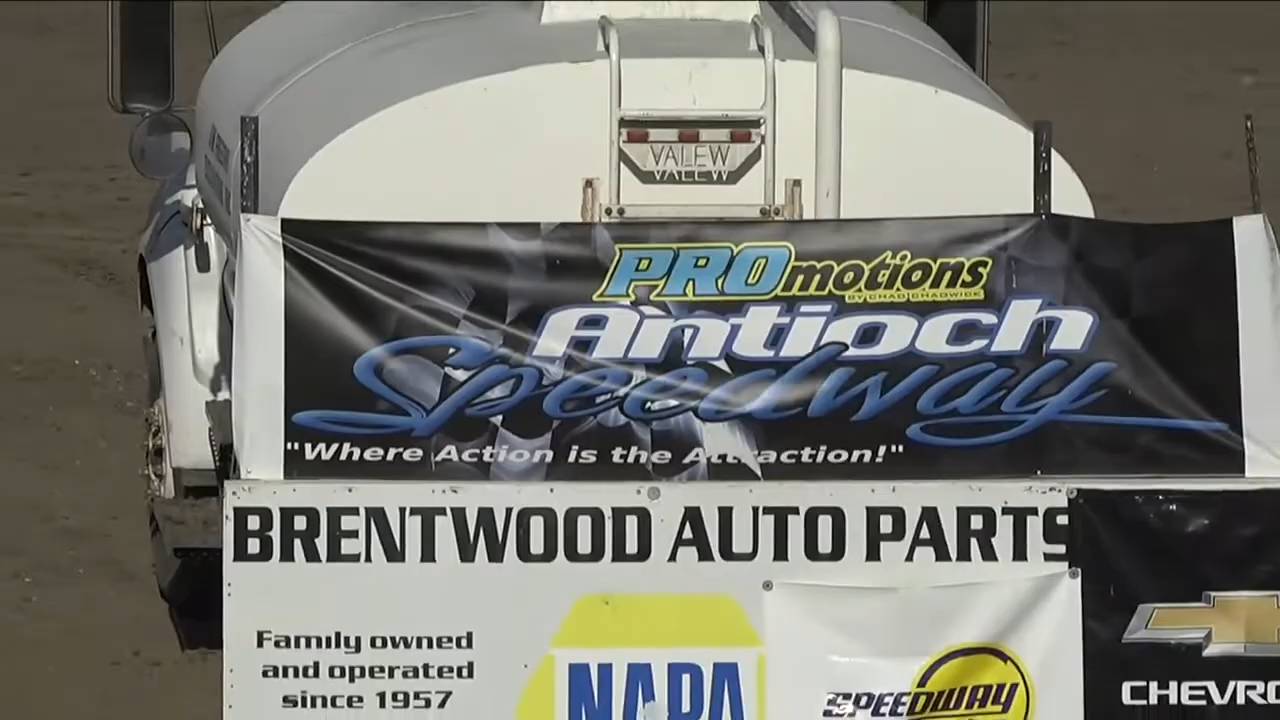 VALEW
VALEW
PROmotions
BY CHAD CHADWICK
Antioch
Speedway
"Where Action is the Attraction!"
BRENTWOOD AUTO PARTS
Family owned
and operated
since 1957
NAPA
SPEEDWAY
CHEVRO